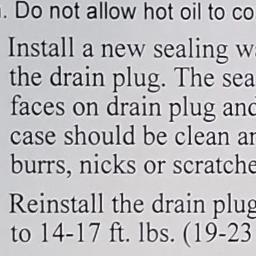 . Do not allow hot oil to co
Install a new sealing w
the drain plug. The sea
faces on drain plug and
case should be clean an
burrs, nicks or scratche
Reinstall the drain plug
to 14-17 ft. lbs. (19-23